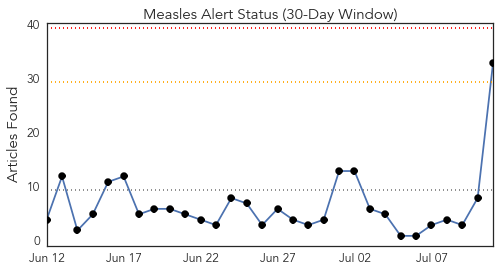 Measles Alert Status (30-Day Window)
40
30
20
10
0
Articles Found
Jun 12 Jun 17 Jun 22 Jun 27 Jul 02 Jul 07